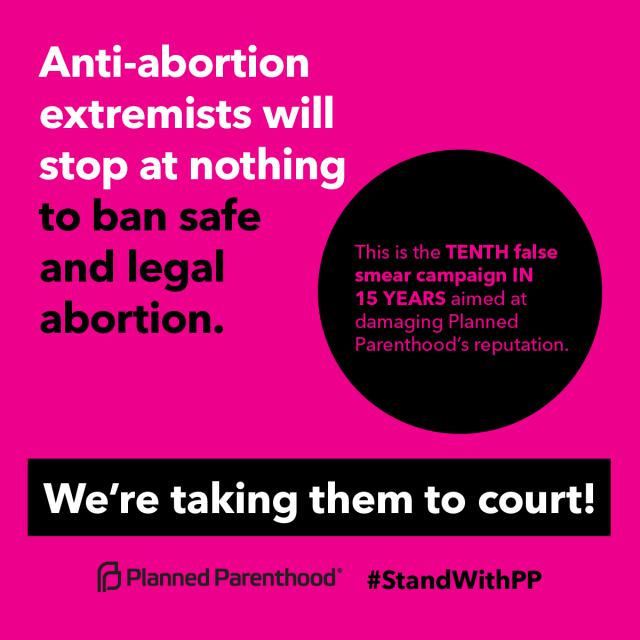 Anti-abortion
extremists will
stop at nothing
to ban safe
and legal
abortion.
This is the TENTH false
smear campaign IN
15 YEARS aimed at
damaging Planned
Parenthood's reputation.
We're taking them to court!
Planned Parenthood®
#StandWithPP